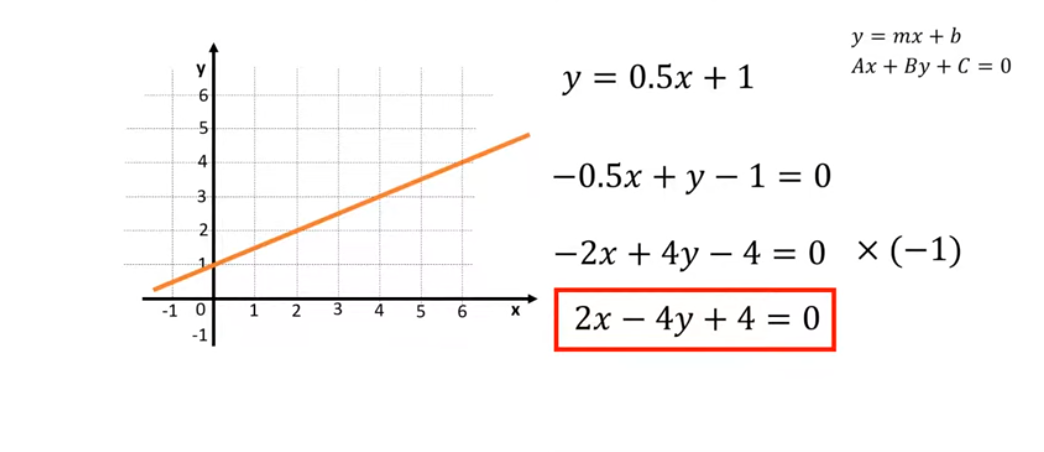 y = mx + b
Ax + By + C = 0
y = 0.5x + 1
−0.5x + y − 1 = 0
−2x + 4y − 4 = 0 × (−1)
2x − 4y + 4 = 0
y
6
5
4
3
2
1
-1 0 1 2 3 4 5 6 x
-1